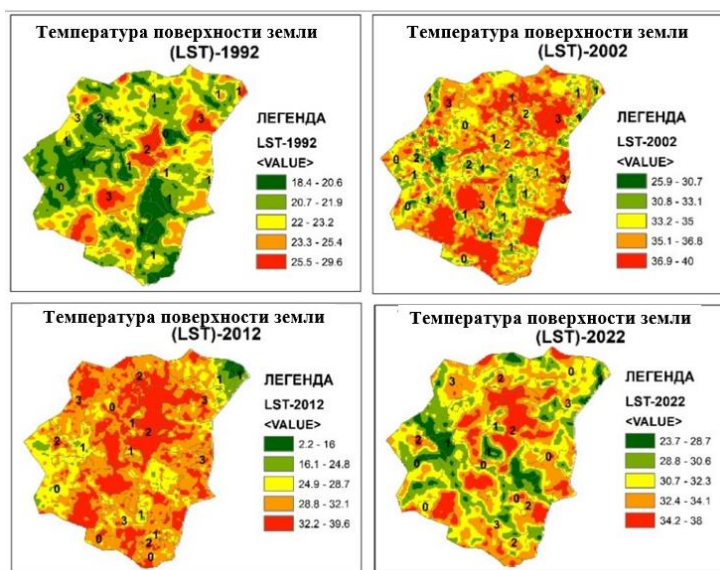 Температура поверхности земли
(LST)-1992
ЛЕГЕНДА
LST-1992
<VALUE>
18.4 - 20.6
20.7 - 21.9
22 - 23.2
23.3 - 25.4
25.5 - 29.6
Температура поверхности земли
(LST)-2002
ЛЕГЕНДА
LST-2002
<VALUE>
25.9 - 30.7
30.8 - 33.1
33.2 - 35
35.1 - 36.8
36.9 - 40
Температура поверхности земли
(LST)-2012
ЛЕГЕНДА
LST-2012
<VALUE>
2.2 - 16
16.1 - 24.8
24.9 - 28.7
28.8 - 32.1
32.2 - 39.6
Температура поверхности земли
(LST)-2022
ЛЕГЕНДА
LST-2022
<VALUE>
23.7 - 28.7
28.8 - 30.6
30.7 - 32.3
32.4 - 34.1
34.2 - 38